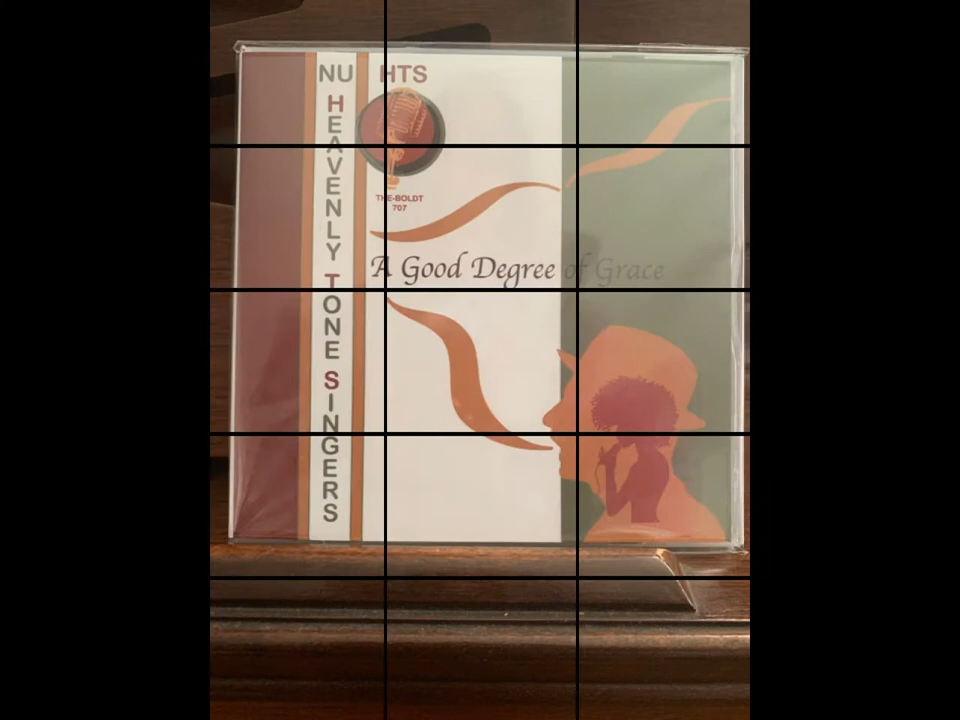 NU HTS
HEAVENLY TONE SINGERS
THE-BOLDT
707
A Good Degree of Grace